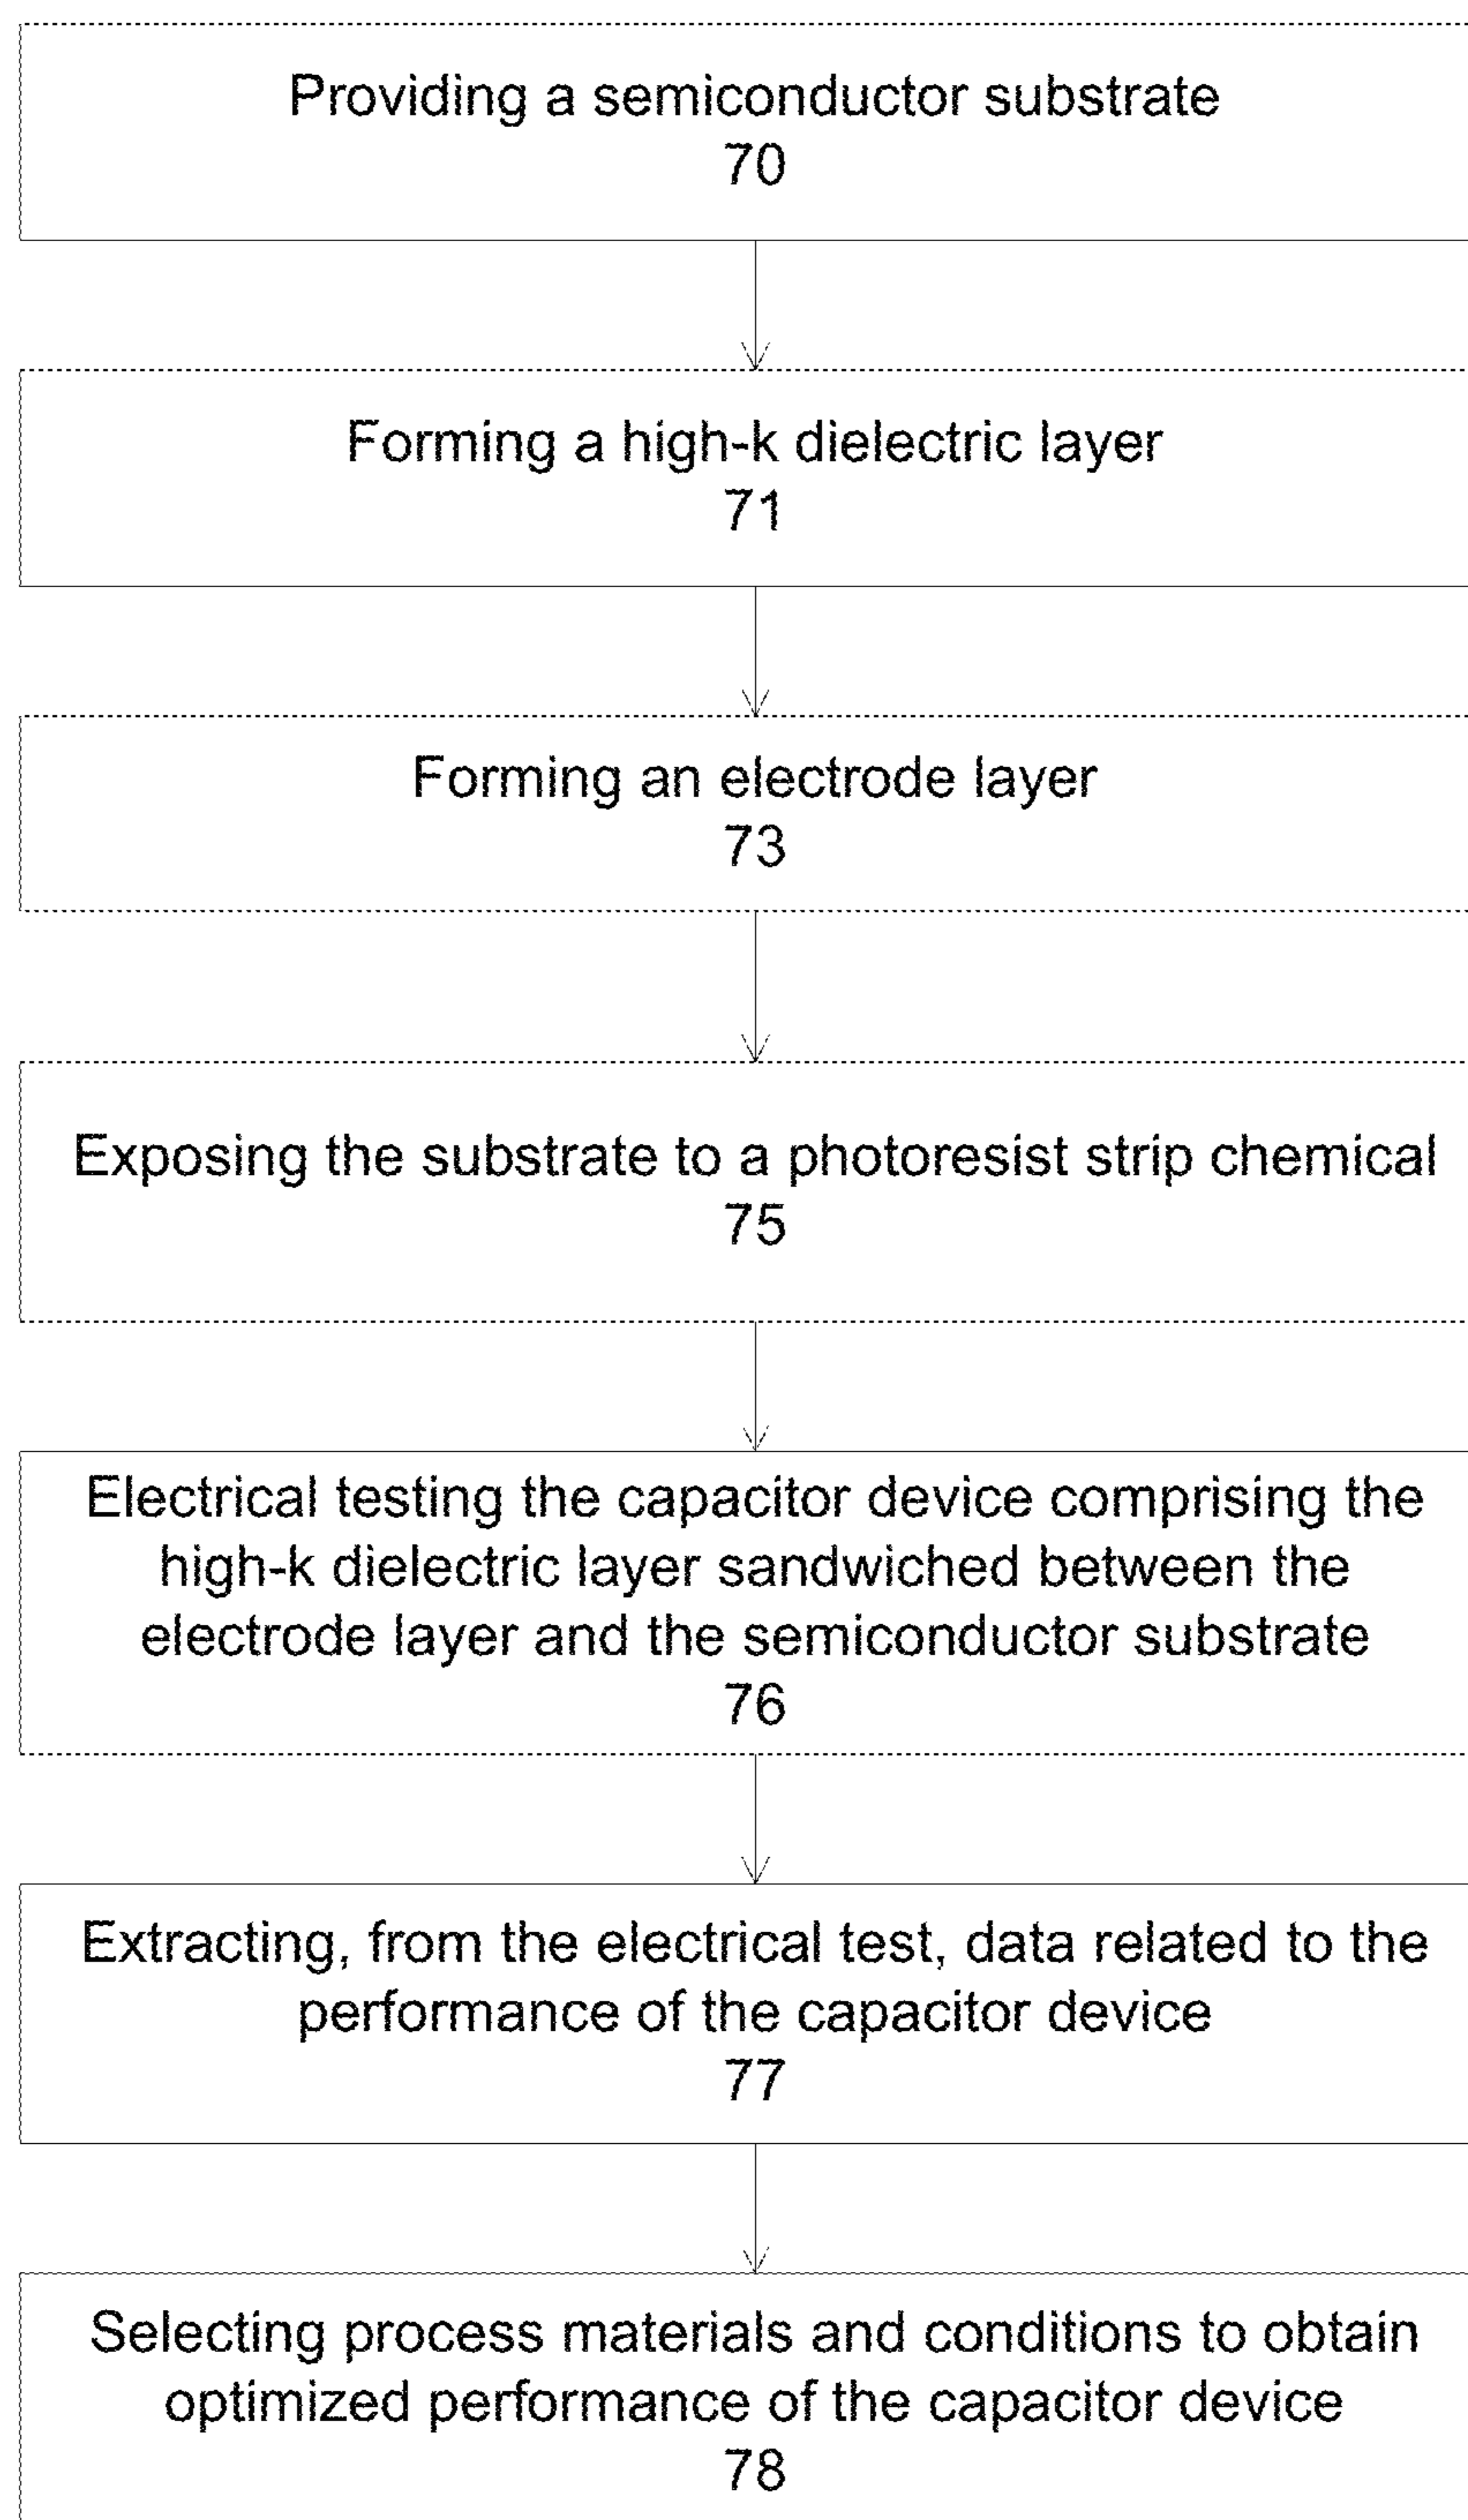 Providing a semiconductor substrate
70
Forming a high-k dielectric layer
71
Forming an electrode layer
73
Exposing the substrate to a photoresist strip chemical
75
Electrical testing the capacitor device comprising the
high-k dielectric layer sandwiched between the
electrode layer and the semiconductor substrate
76
Extracting, from the electrical test, data related to the
performance of the capacitor device
77
Selecting process materials and conditions to obtain
optimized performance of the capacitor device
78